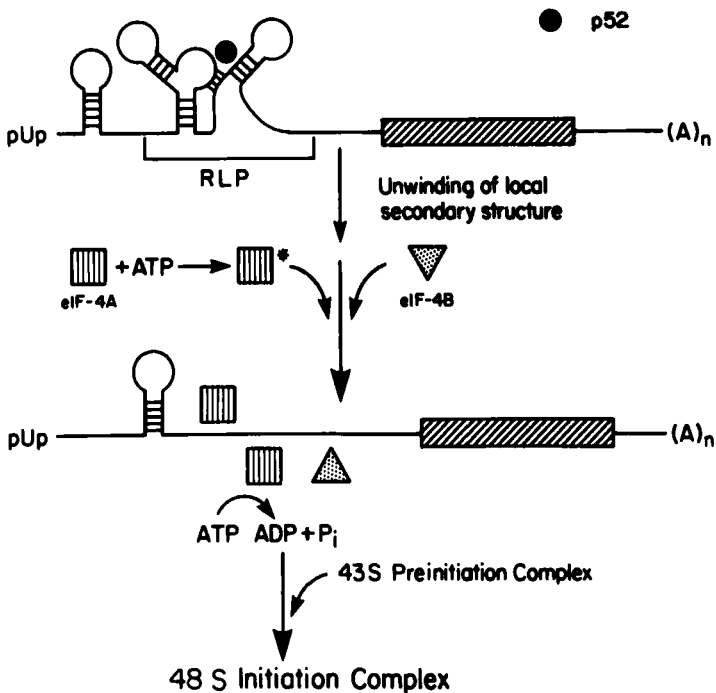 p52
pUp
(A)n
RLP
Unwinding of local
secondary structure
+ATP
*
eIF-4A
eIF-4B
pUp
(A)n
ATP ADP+Pi
43S Preinitiation Complex
48 S Initiation Complex